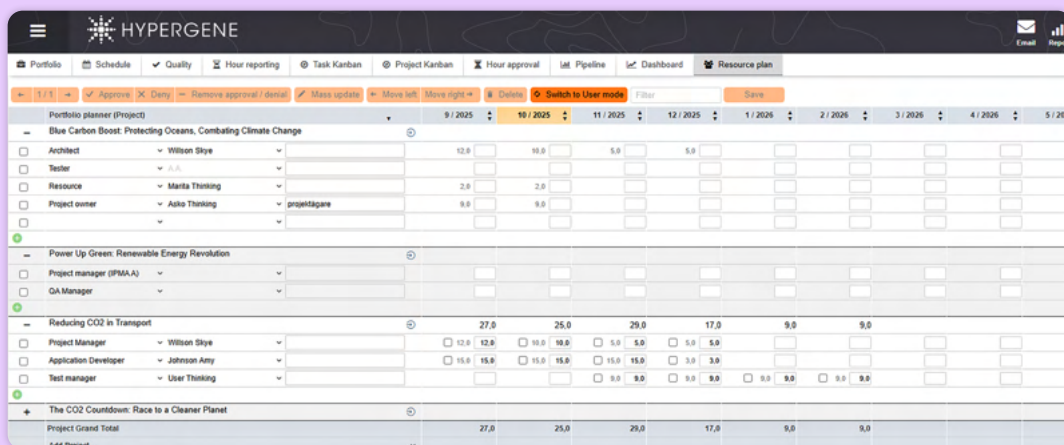 HYPERGENE
Email Repo
Portfolio Schedule Quality Hour reporting Task Kanban Project Kanban Hour approval Pipeline Dashboard Resource plan
1 / 1 Approve Deny Remove approval / denial Mass update Move left Move right Delete Switch to User mode Filter Save
Portfolio planner (Project) 9 / 2025 10 / 2025 11 / 2025 12 / 2025 1 / 2026 2 / 2026 3 / 2026 4 / 2026 5 / 20
Blue Carbon Boost: Protecting Oceans, Combating Climate Change
Architect Willson Skye 12,0 10,0 5,0 5,0
Tester A.A.
Resource Marita Thinking 2,0 2,0
Project owner Asko Thinking projektägare 9,0 9,0
Power Up Green: Renewable Energy Revolution
Project manager (IPMA A)
QA Manager
Reducing CO2 in Transport 27,0 25,0 29,0 17,0 9,0 9,0
Project Manager Willson Skye 12,0 12,0 10,0 10,0 5,0 5,0 5,0 5,0
Application Developer Johnson Amy 15,0 15,0 15,0 15,0 15,0 15,0 3,0 3,0
Test manager User Thinking 9,0 9,0 9,0 9,0 9,0 9,0 9,0 9,0
The CO2 Countdown: Race to a Cleaner Planet
Project Grand Total 27,0 25,0 29,0 17,0 9,0 9,0
Add Project